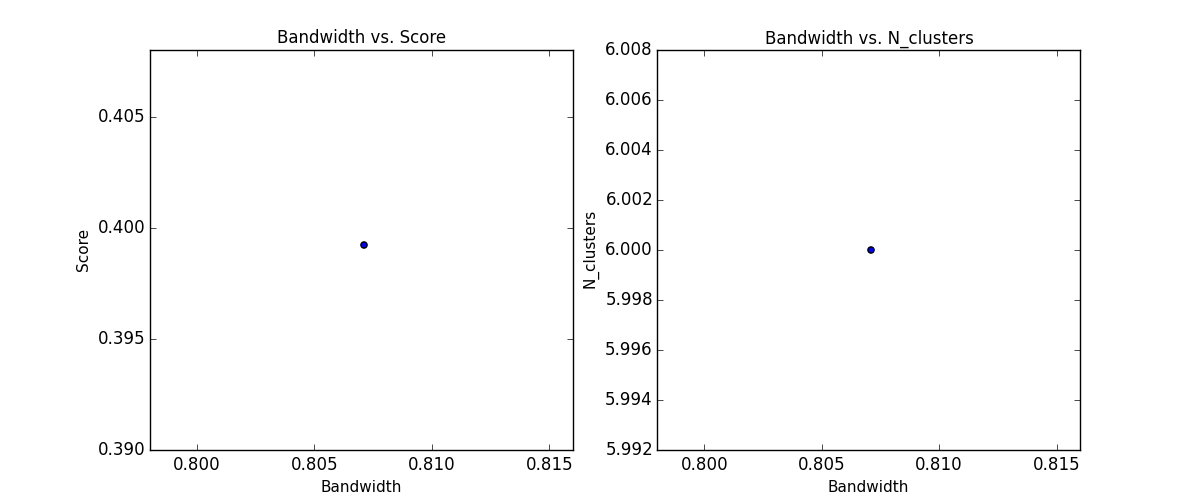 Bandwidth vs. Score
0.405
0.400
0.395
0.390
Score
0.800 0.805 0.810 0.815
Bandwidth
Bandwidth vs. N_clusters
6.008
6.006
6.004
6.002
6.000
5.998
5.996
5.994
5.992
N_clusters
0.800 0.805 0.810 0.815
Bandwidth